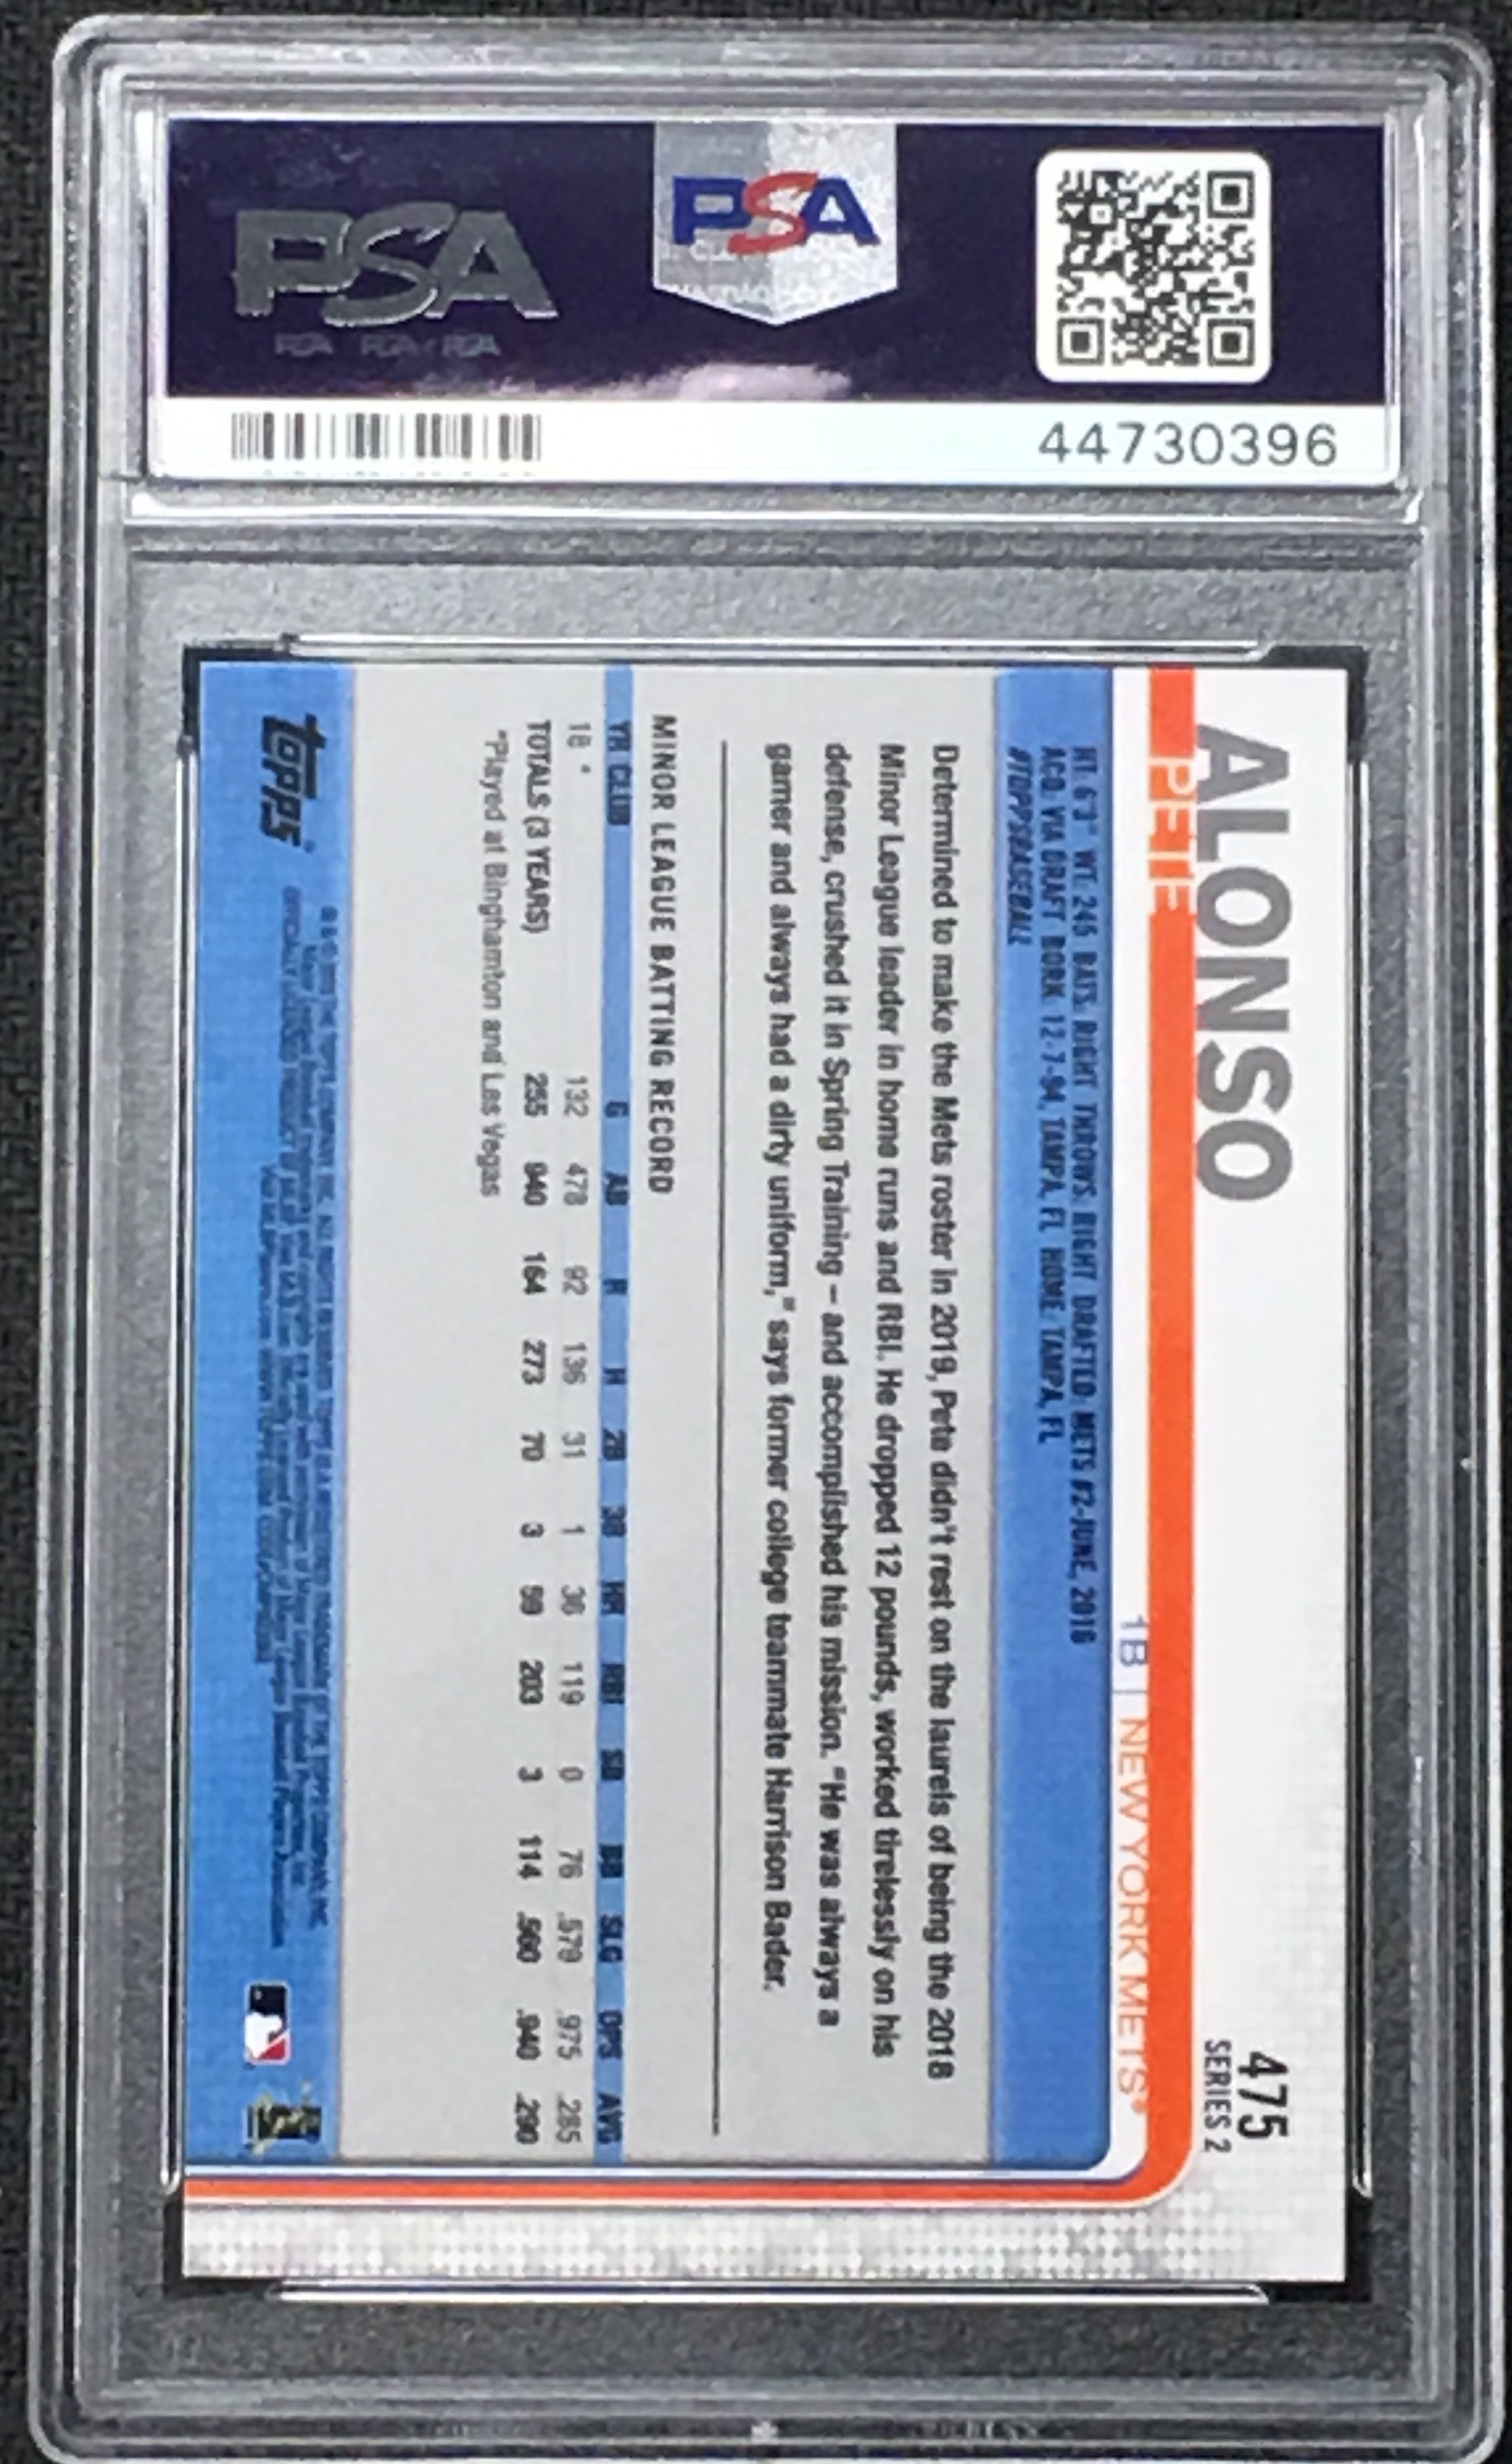 PSA
PSA
44730396
475
SERIES 2
ALONSO
PETE
1B | NEW YORK METS®
HT: 6'3" WT: 245 BATS: RIGHT THROWS: RIGHT DRAFTED: METS #2-JUNE, 2016
ACQ: VIA DRAFT BORN: 12-7-94, TAMPA, FL HOME: TAMPA, FL
#TOPPSBASEBALL
Determined to make the Mets roster in 2019, Pete didn't rest on the laurels of being the 2018
Minor League leader in home runs and RBI. He dropped 12 pounds, worked tirelessly on his
defense, crushed it in Spring Training – and accomplished his mission. "He was always a
gamer and always had a dirty uniform," says former college teammate Harrison Bader.
MINOR LEAGUE BATTING RECORD
YR CLUB G AB R H 2B 3B HR RBI SB BB SLG OPS AVG
18 * 132 478 92 136 31 1 36 119 0 76 .579 .975 .285
TOTALS (3 YEARS) 255 940 164 273 70 3 59 203 3 114 .560 .940 .290
*Played at Binghamton and Las Vegas
topps